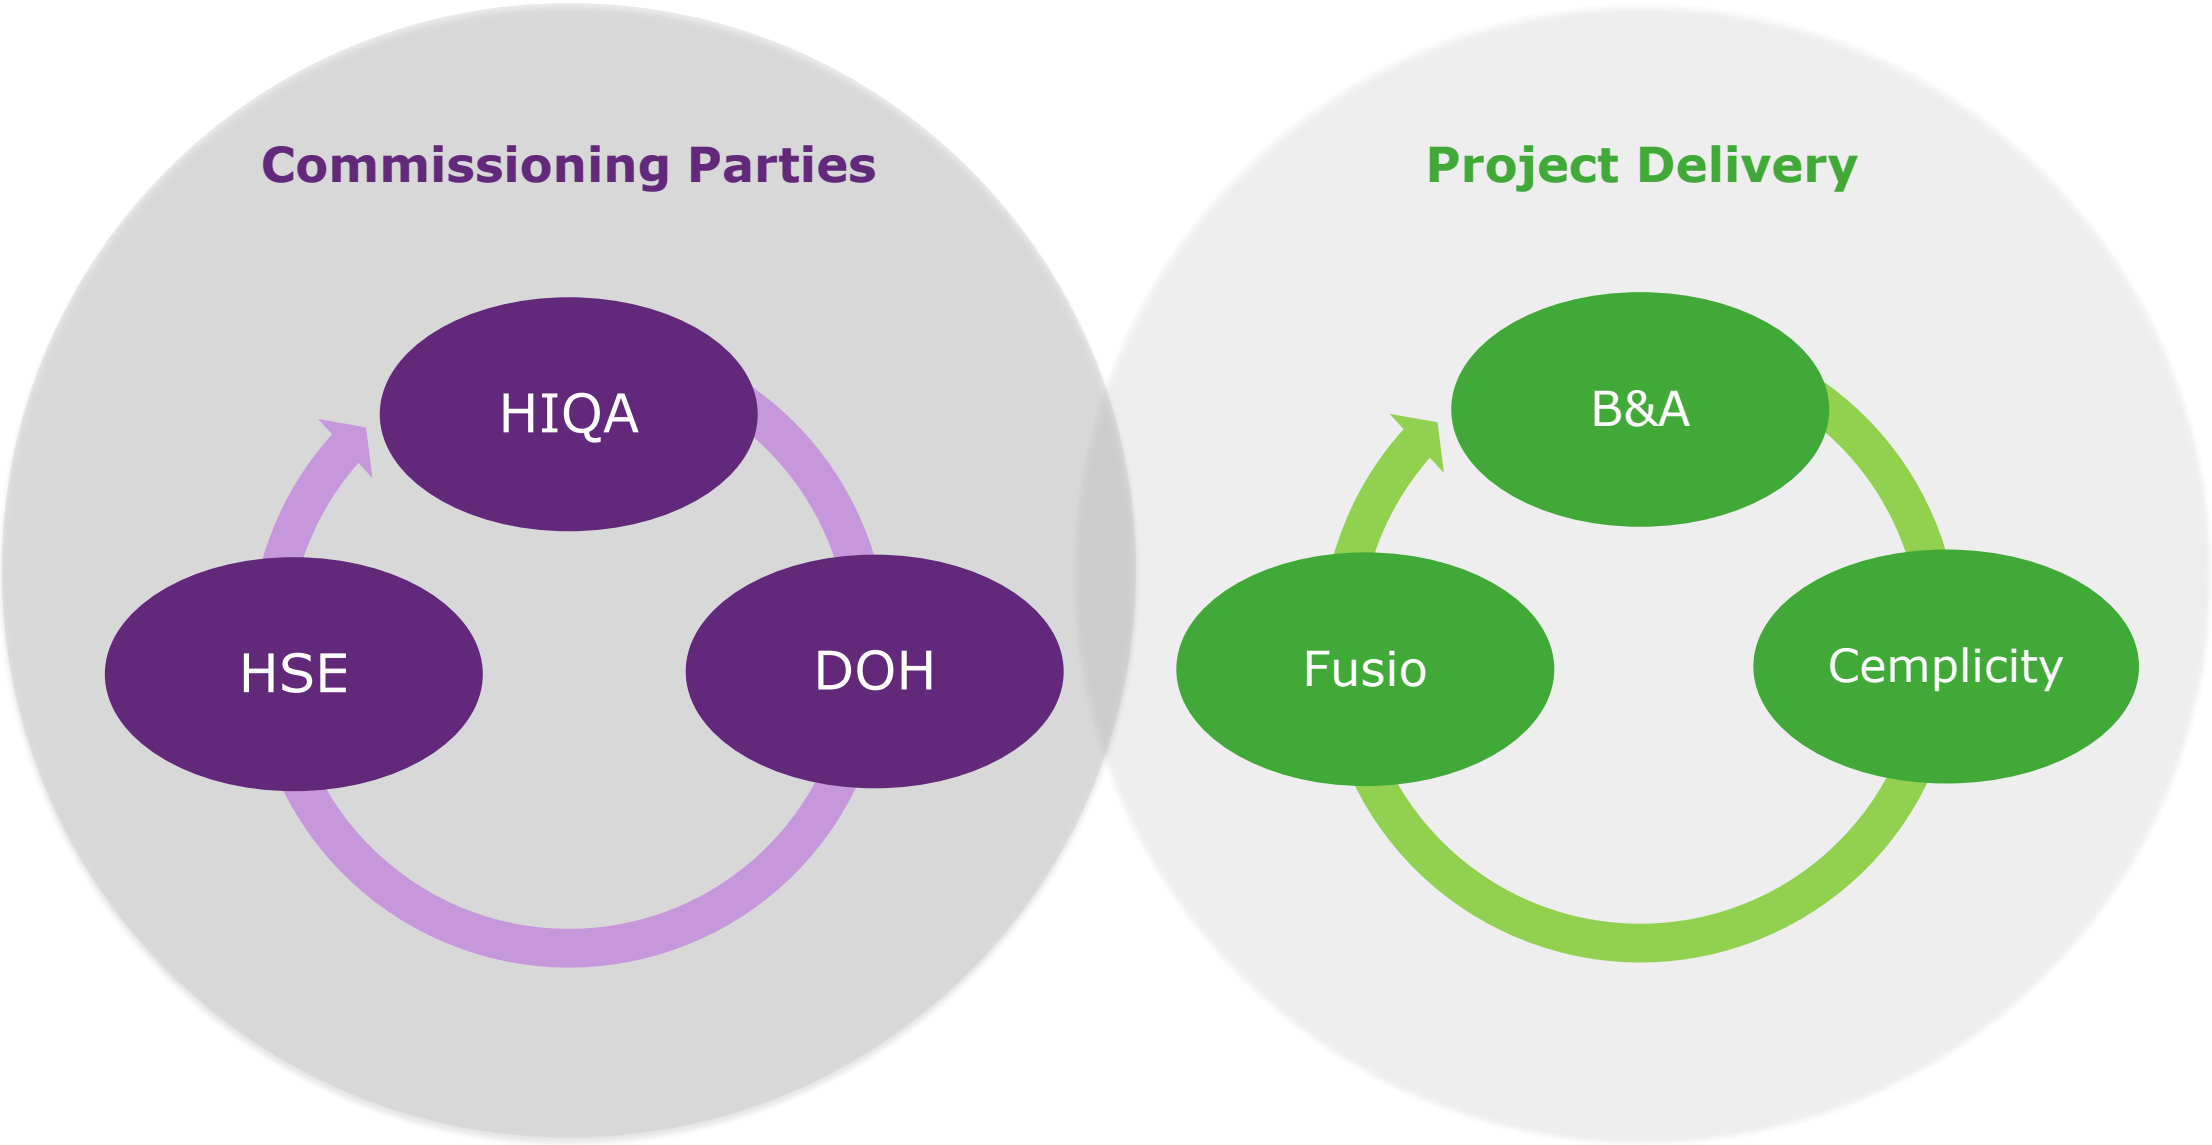 Commissioning Parties
HIQA
HSE
DOH
Project Delivery
B&A
Fusio
Cemplicity